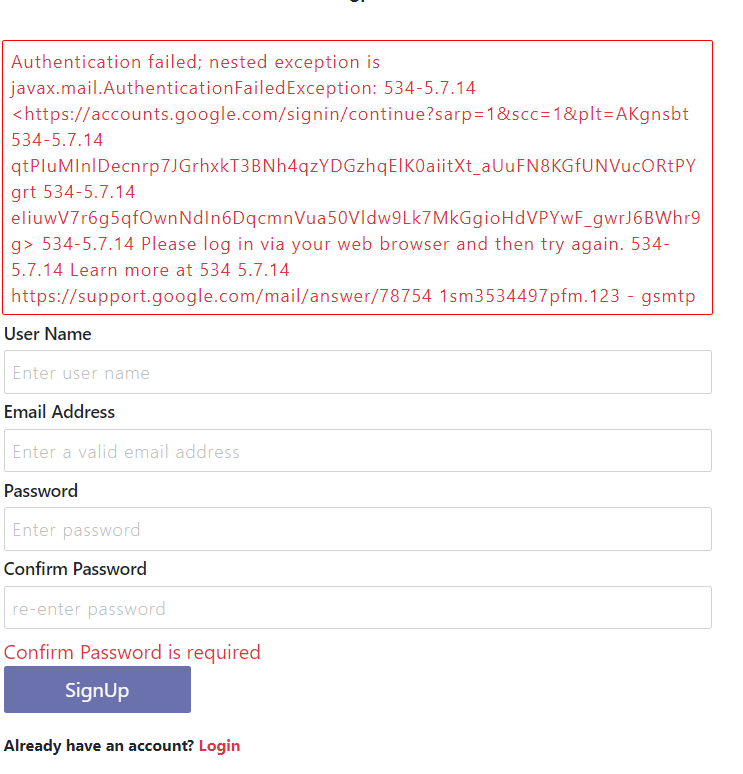 Authentication failed; nested exception is
javax.mail.AuthenticationFailedException: 534-5.7.14
<https://accounts.google.com/signin/continue?sarp=1&scc=1&plt=AKgnsbt
534-5.7.14
qtPIuMInlDecnrp7JGrhxkT3BNh4qzYDGzhqElK0aiitXt_aUuFN8KGfUNVucORtPY
grt 534-5.7.14
eIiuwV7r6g5qfOwnNdIn6DqcmnVua50Vldw9Lk7MkGgioHdVPYwF_gwrJ6BWhr9
g> 534-5.7.14 Please log in via your web browser and then try again. 534-
5.7.14 Learn more at 534 5.7.14
https://support.google.com/mail/answer/78754 1sm3534497pfm.123 - gsmtp
User Name
Enter user name
Email Address
Enter a valid email address
Password
Enter password
Confirm Password
re-enter password
Confirm Password is required
SignUp
Already have an account? Login